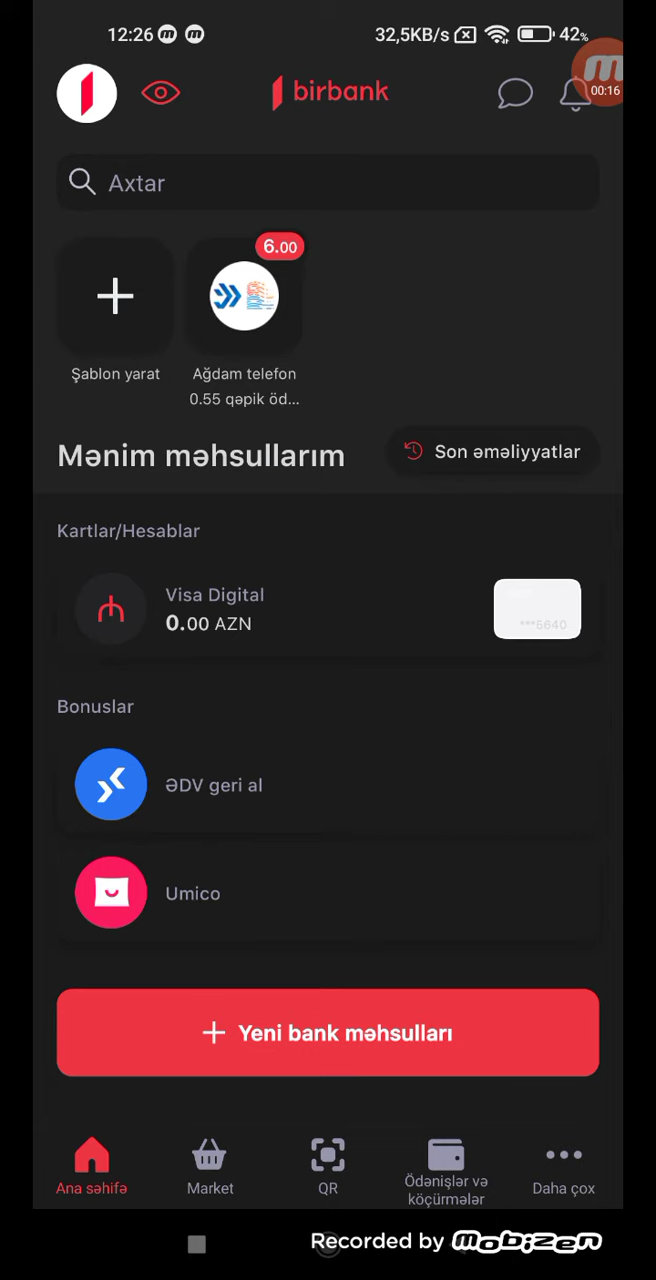 12:26
32,5KB/s
42%
00:16
birbank
Axtar
6.00
Şablon yarat
Ağdam telefon
0.55 qəpik öd...
Mənim məhsullarım
Son əməliyyatlar
Kartlar/Hesablar
Visa Digital
0.00 AZN
***5640
Bonuslar
ƏDV geri al
Umico
+ Yeni bank məhsulları
Ana səhifə
Market
QR
Ödənişlər və
köçürmələr
Daha çox
Recorded by mobizen